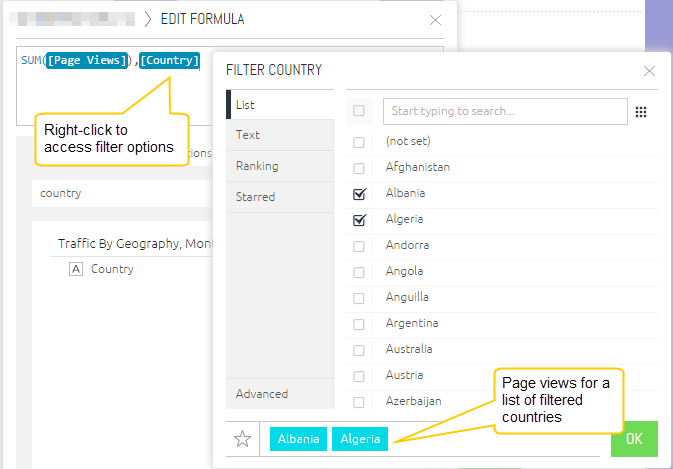 EDIT FORMULA
SUM([Page Views]),[Country]
Right-click to
access filter options
country
Traffic By Geography,
A Country
FILTER COUNTRY
List
Text
Ranking
Starred
Advanced
Start typing to search...
(not set)
Afghanistan
Albania
Algeria
Andorra
Angola
Anguilla
Argentina
Australia
Austria
Azerbaijan
Page views for a
list of filtered
countries
Albania Algeria
OK